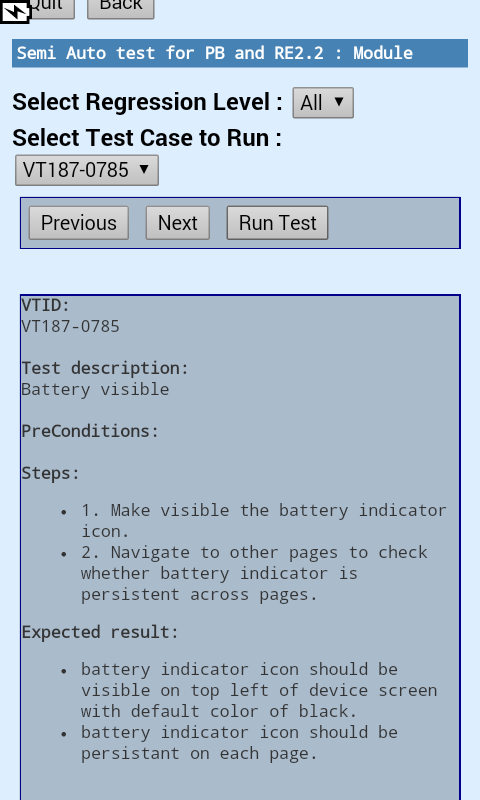 Quit Back
Semi Auto test for PB and RE2.2 : Module
Select Regression Level : All
Select Test Case to Run :
VT187-0785
Previous Next Run Test
VTID:
VT187-0785
Test description:
Battery visible
PreConditions:
Steps:
1. Make visible the battery indicator
icon.
2. Navigate to other pages to check
whether battery indicator is
persistent across pages.
Expected result:
battery indicator icon should be
visible on top left of device screen
with default color of black.
battery indicator icon should be
persistant on each page.